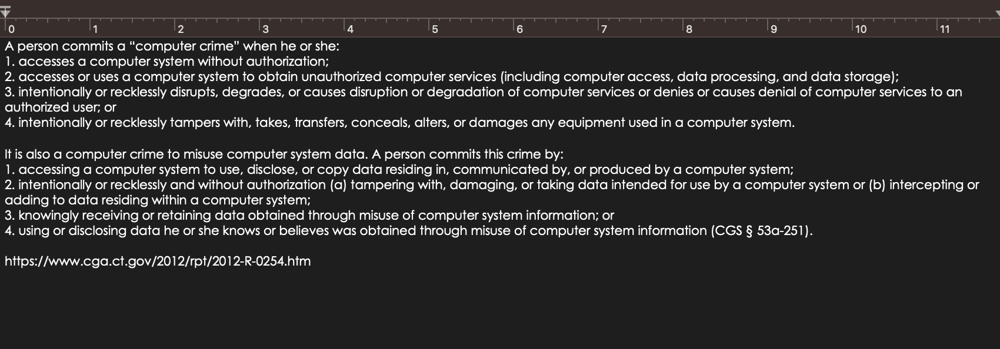 0 1 2 3 4 5 6 7 8 9 10 11
A person commits a “computer crime” when he or she:
1. accesses a computer system without authorization;
2. accesses or uses a computer system to obtain unauthorized computer services (including computer access, data processing, and data storage);
3. intentionally or recklessly disrupts, degrades, or causes disruption or degradation of computer services or denies or causes denial of computer services to an
authorized user; or
4. intentionally or recklessly tampers with, takes, transfers, conceals, alters, or damages any equipment used in a computer system.
It is also a computer crime to misuse computer system data. A person commits this crime by:
1. accessing a computer system to use, disclose, or copy data residing in, communicated by, or produced by a computer system;
2. intentionally or recklessly and without authorization (a) tampering with, damaging, or taking data intended for use by a computer system or (b) intercepting or
adding to data residing within a computer system;
3. knowingly receiving or retaining data obtained through misuse of computer system information; or
4. using or disclosing data he or she knows or believes was obtained through misuse of computer system information (CGS § 53a-251).
https://www.cga.ct.gov/2012/rpt/2012-R-0254.htm